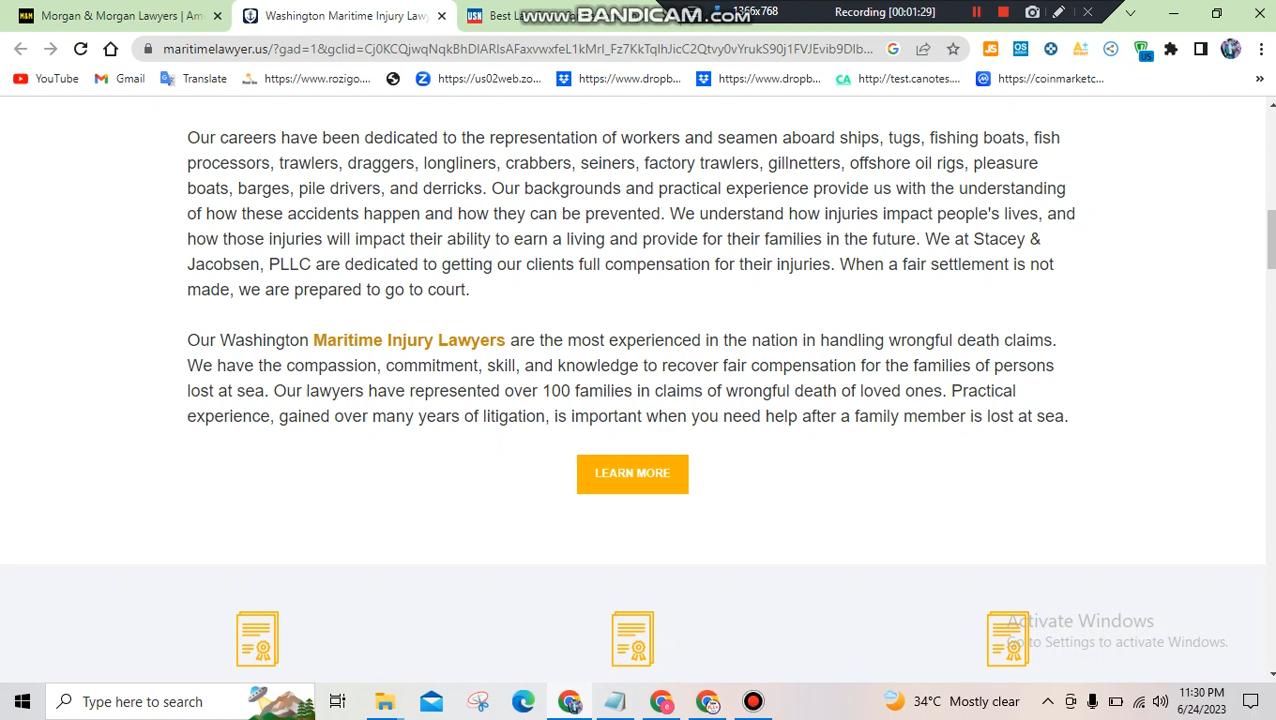 Morgan & Morgan Lawyers | Am
Washington Maritime Injury Law
Best La
www.BANDICAM.com
1366x768
Recording [00:01:29]
maritimelawyer.us/?gad=1&gclid=Cj0KCQjwqNqkBhDlARIsAFaxvwxfeL1kMrl_Fz7KkTqlhJicC2Qtvy0vYrukS90j1FVJEvib9DIb...
YouTube
Gmail
Translate
https://www.rozigo....
https://us02web.zo...
https://www.dropb...
https://www.dropb...
http://test.canotes....
https://coinmarketc...
Our careers have been dedicated to the representation of workers and seamen aboard ships, tugs, fishing boats, fish
processors, trawlers, draggers, longliners, crabbers, seiners, factory trawlers, gillnetters, offshore oil rigs, pleasure
boats, barges, pile drivers, and derricks. Our backgrounds and practical experience provide us with the understanding
of how these accidents happen and how they can be prevented. We understand how injuries impact people's lives, and
how those injuries will impact their ability to earn a living and provide for their families in the future. We at Stacey &
Jacobsen, PLLC are dedicated to getting our clients full compensation for their injuries. When a fair settlement is not
made, we are prepared to go to court.
Our Washington Maritime Injury Lawyers are the most experienced in the nation in handling wrongful death claims.
We have the compassion, commitment, skill, and knowledge to recover fair compensation for the families of persons
lost at sea. Our lawyers have represented over 100 families in claims of wrongful death of loved ones. Practical
experience, gained over many years of litigation, is important when you need help after a family member is lost at sea.
LEARN MORE
Activate Windows
Go to Settings to activate Windows.
Type here to search
34°C Mostly clear
11:30 PM
6/24/2023